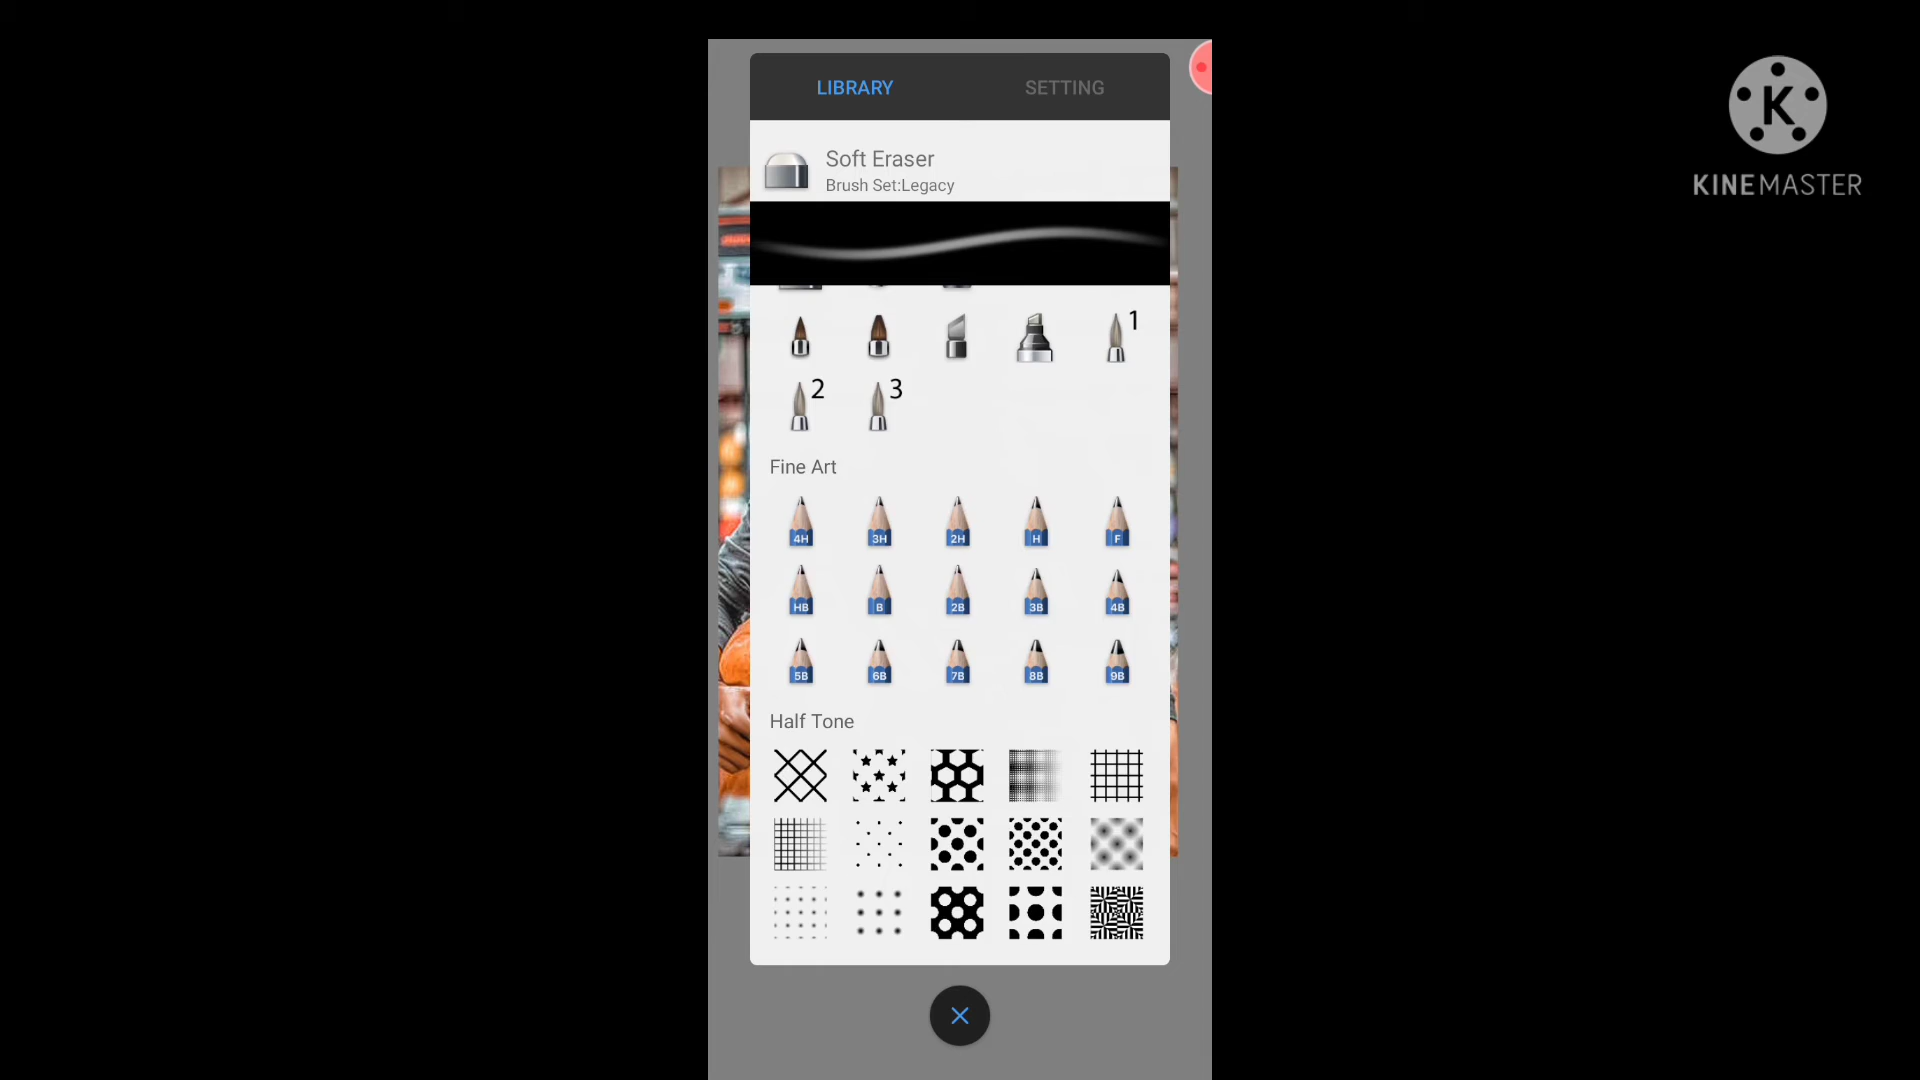 LIBRARY SETTING
Soft Eraser
Brush Set:Legacy
1
2 3
Fine Art
4H 3H 2H H F
HB B 2B 3B 4B
5B 6B 7B 8B 9B
Half Tone
K
KINEMASTER